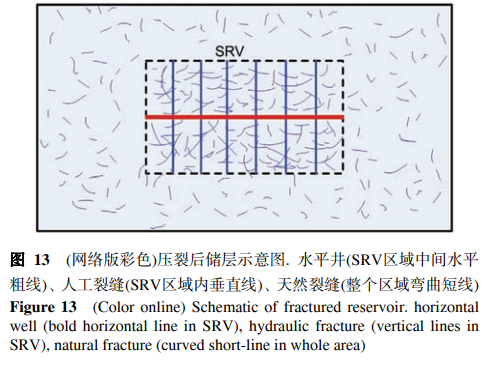 SRV
图 13 (网络版彩色)压裂后储层示意图. 水平井(SRV区域中间水平
粗线)、人工裂缝(SRV区域内垂直线)、天然裂缝(整个区域弯曲短线)
Figure 13 (Color online) Schematic of fractured reservoir. horizontal
well (bold horizontal line in SRV), hydraulic fracture (vertical lines in
SRV), natural fracture (curved short-line in whole area)